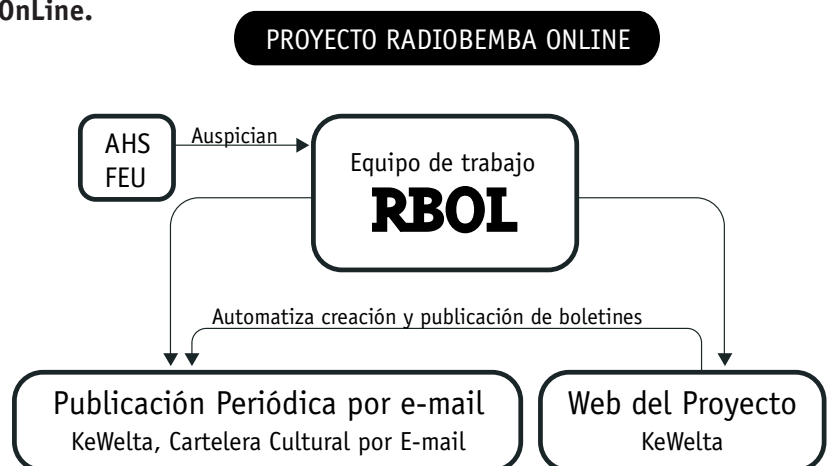 OnLine.
PROYECTO RADIOBEMBA ONLINE
AHS
FEU
Auspician
Equipo de trabajo
RBOL
Automatiza creación y publicación de boletines
Publicación Periódica por e-mail
KeWelta, Cartelera Cultural por E-mail
Web del Proyecto
KeWelta